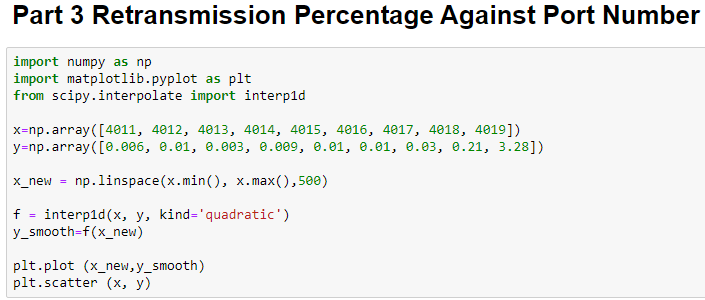 Part 3 Retransmission Percentage Against Port Number
import numpy as np
import matplotlib.pyplot as plt
from scipy.interpolate import interp1d
x=np.array([4011, 4012, 4013, 4014, 4015, 4016, 4017, 4018, 4019])
y=np.array([0.006, 0.01, 0.003, 0.009, 0.01, 0.01, 0.03, 0.21, 3.28])
x_new = np.linspace(x.min(), x.max(),500)
f = interp1d(x, y, kind='quadratic')
y_smooth=f(x_new)
plt.plot (x_new,y_smooth)
plt.scatter (x, y)